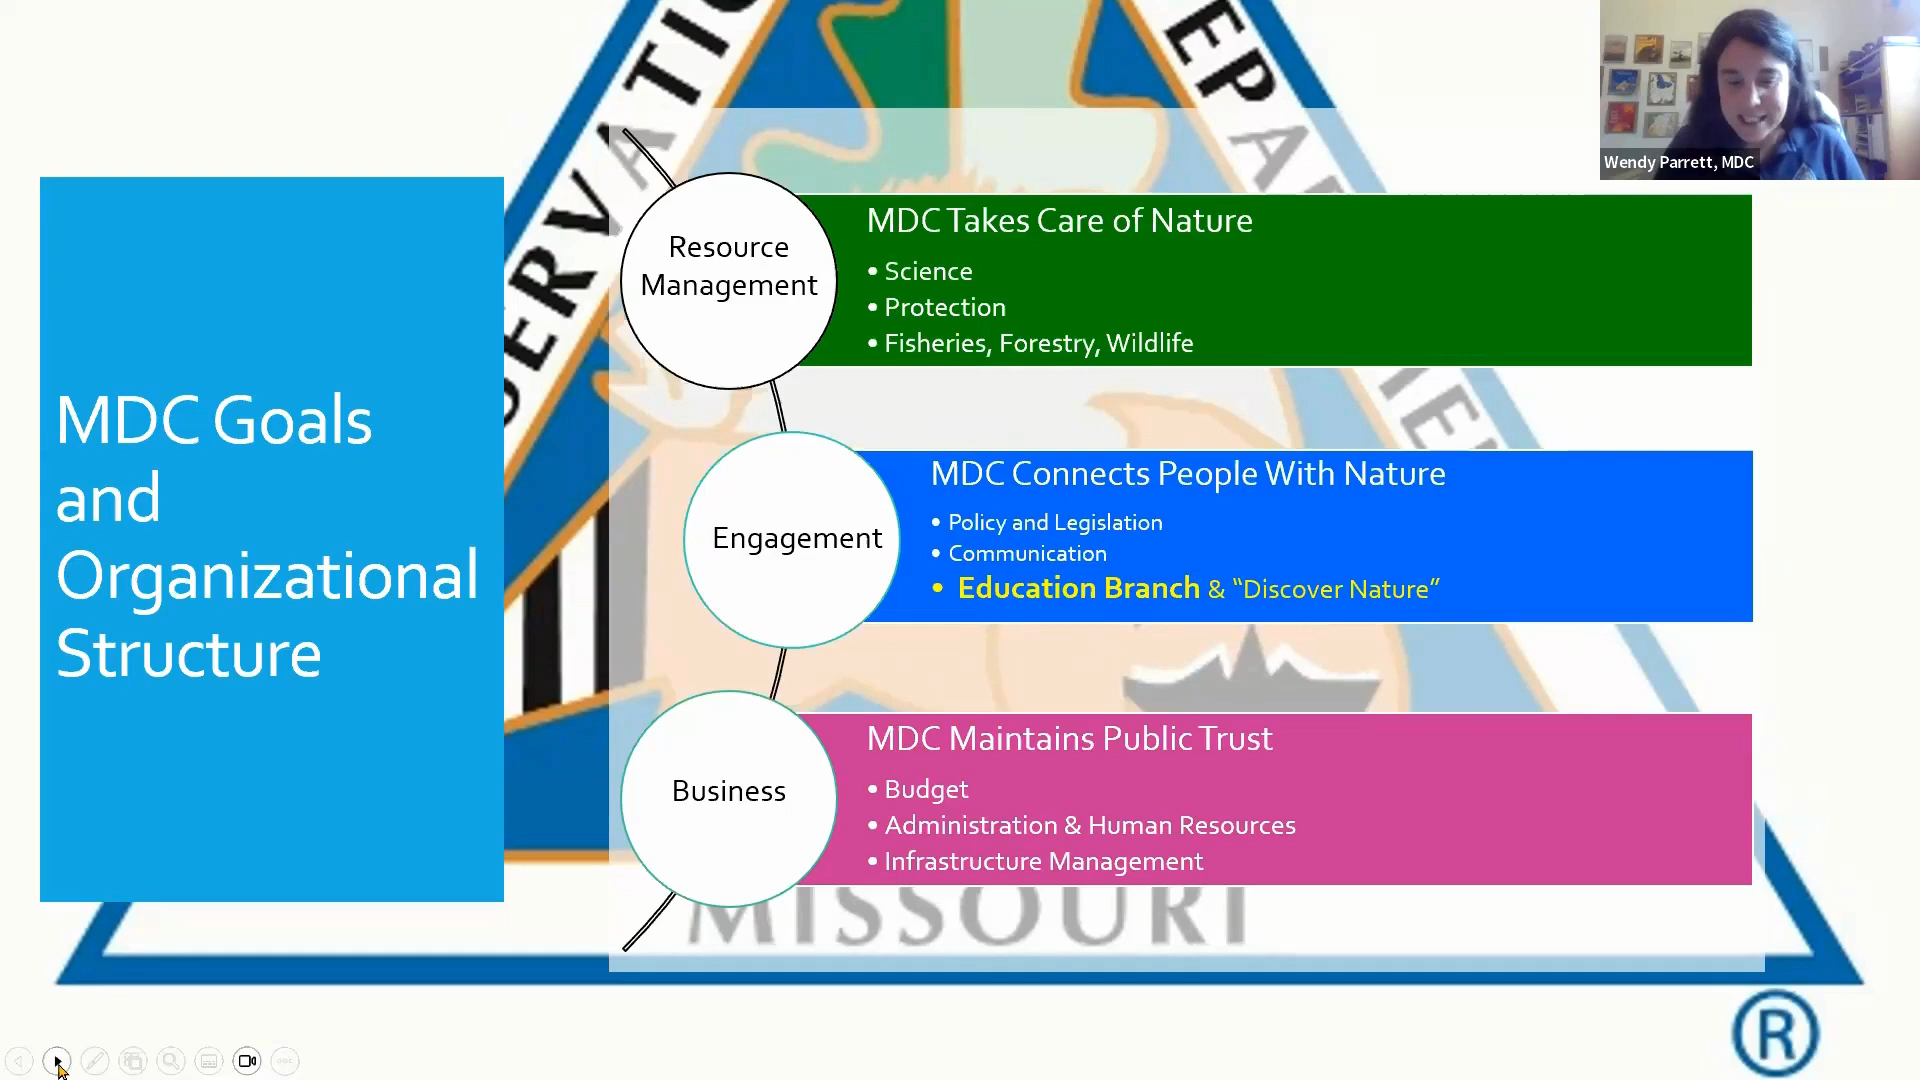 MDC Goals
and
Organizational
Structure
Resource
Management
MDC Takes Care of Nature
• Science
• Protection
• Fisheries, Forestry, Wildlife
Engagement
MDC Connects People With Nature
• Policy and Legislation
• Communication
• Education Branch & “Discover Nature”
Business
MDC Maintains Public Trust
• Budget
• Administration & Human Resources
• Infrastructure Management
MISSOURI
®
Wendy Parrett, MDC